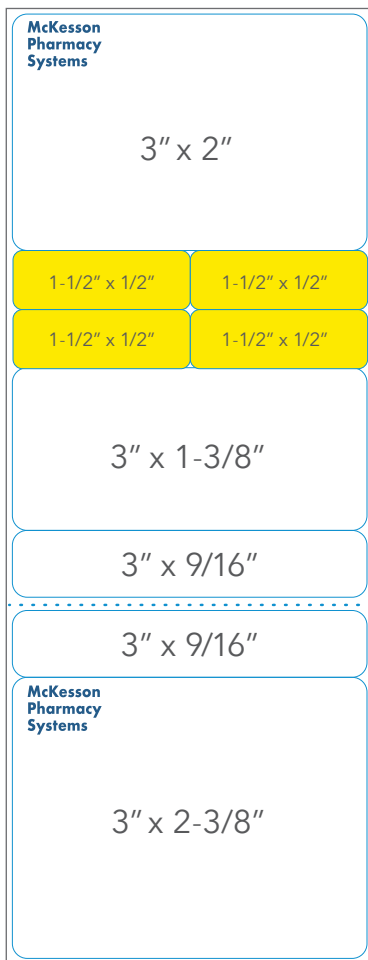 McKesson
Pharmacy
Systems
3” x 2”
1-1/2” x 1/2” 1-1/2” x 1/2”
1-1/2” x 1/2” 1-1/2” x 1/2”
3” x 1-3/8”
3” x 9/16”
3” x 9/16”
McKesson
Pharmacy
Systems
3” x 2-3/8”